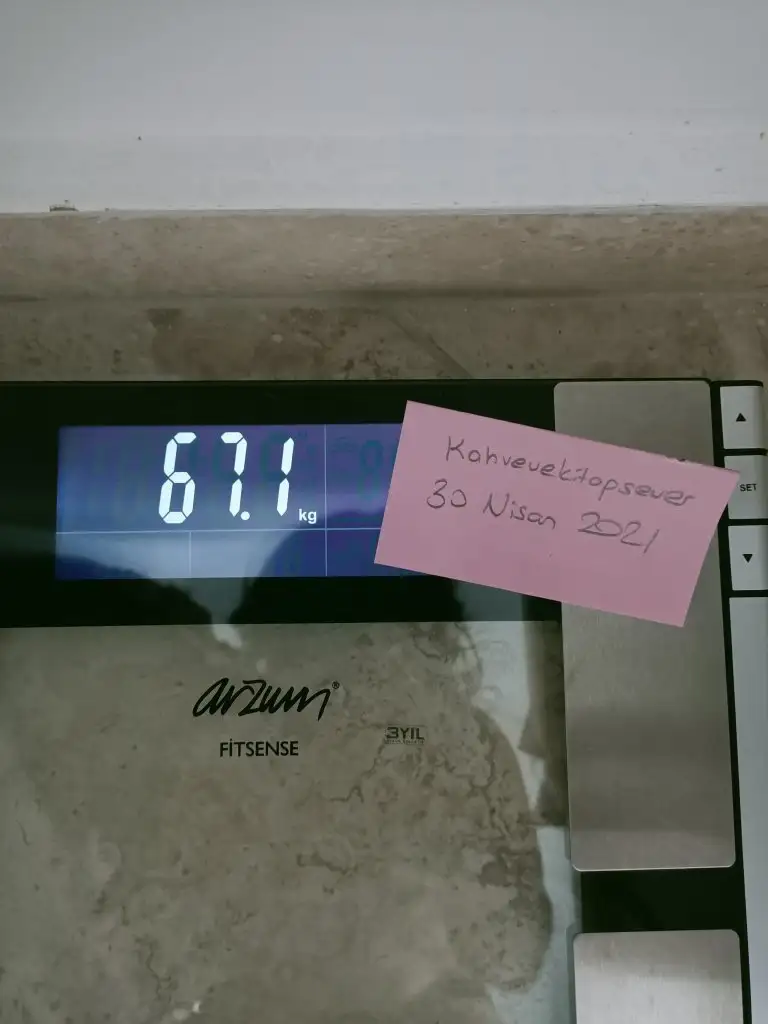 67.1 kg
Kahvevekitapsever
30 Nisan 2021
SET
arzum®
FİTSENSE
3YIL